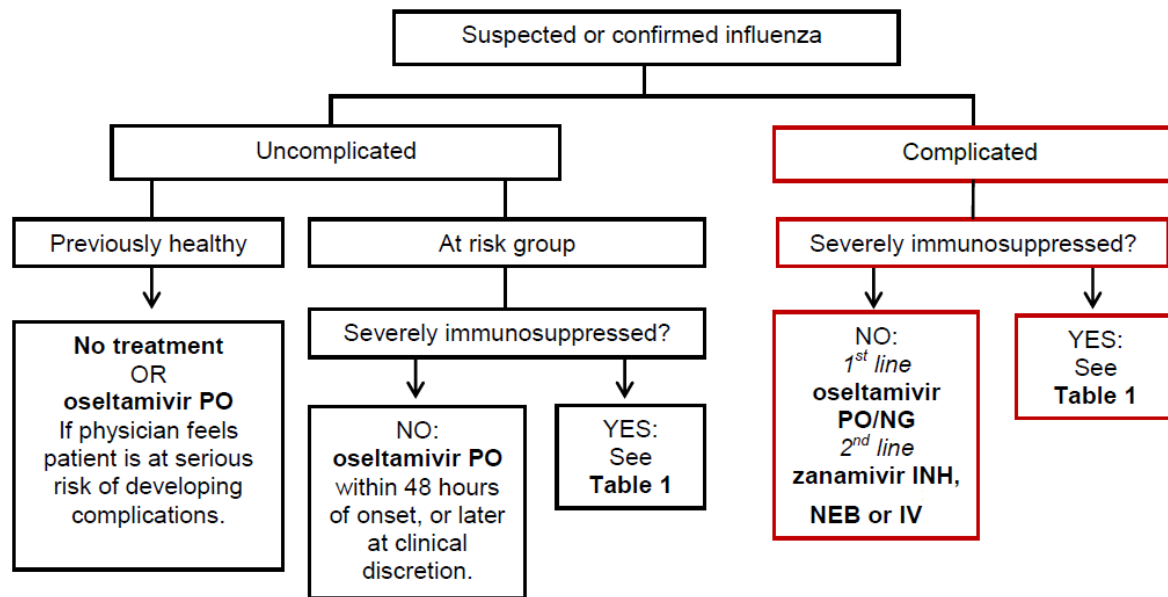 Suspected or confirmed influenza
Uncomplicated
Complicated
Previously healthy
At risk group
Severely immunosuppressed?
No treatment
OR
oseltamivir PO
If physician feels
patient is at serious
risk of developing
complications.
Severely immunosuppressed?
NO:
oseltamivir PO
within 48 hours
of onset, or later
at clinical
discretion.
YES:
See
Table 1
NO:
1st line
oseltamivir
PO/NG
2nd line
zanamivir INH,
NEB or IV
YES:
See
Table 1